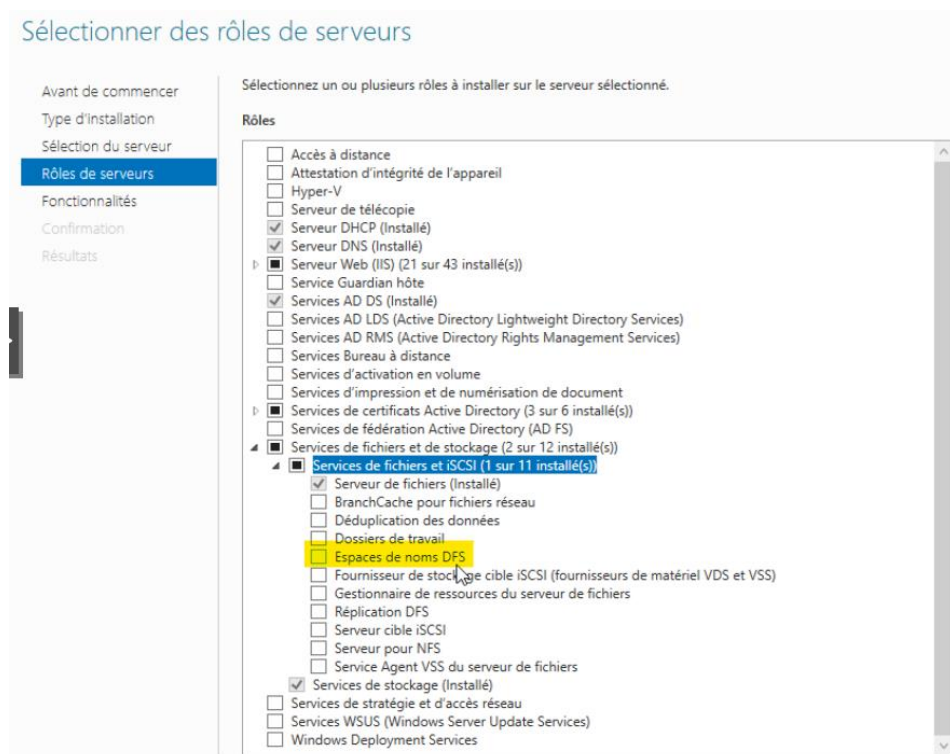 Sélectionner des rôles de serveurs
Avant de commencer
Type d'installation
Sélection du serveur
Rôles de serveurs
Fonctionnalités
Confirmation
Résultats
Sélectionnez un ou plusieurs rôles à installer sur le serveur sélectionné.
Rôles
Accès à distance
Attestation d'intégrité de l'appareil
Hyper-V
Serveur de télécopie
Serveur DHCP (Installé)
Serveur DNS (Installé)
Serveur Web (IIS) (21 sur 43 installé(s))
Service Guardian hôte
Services AD DS (Installé)
Services AD LDS (Active Directory Lightweight Directory Services)
Services AD RMS (Active Directory Rights Management Services)
Services Bureau à distance
Services d'activation en volume
Services d'impression et de numérisation de document
Services de certificats Active Directory (3 sur 6 installé(s))
Services de fédération Active Directory (AD FS)
Services de fichiers et de stockage (2 sur 12 installé(s))
Services de fichiers et iSCSI (1 sur 11 installé(s))
Serveur de fichiers (Installé)
BranchCache pour fichiers réseau
Déduplication des données
Dossiers de travail
Espaces de noms DFS
Fournisseur de stockage cible iSCSI (fournisseurs de matériel VDS et VSS)
Gestionnaire de ressources du serveur de fichiers
Réplication DFS
Serveur cible iSCSI
Serveur pour NFS
Service Agent VSS du serveur de fichiers
Services de stockage (Installé)
Services de stratégie et d'accès réseau
Services WSUS (Windows Server Update Services)
Windows Deployment Services